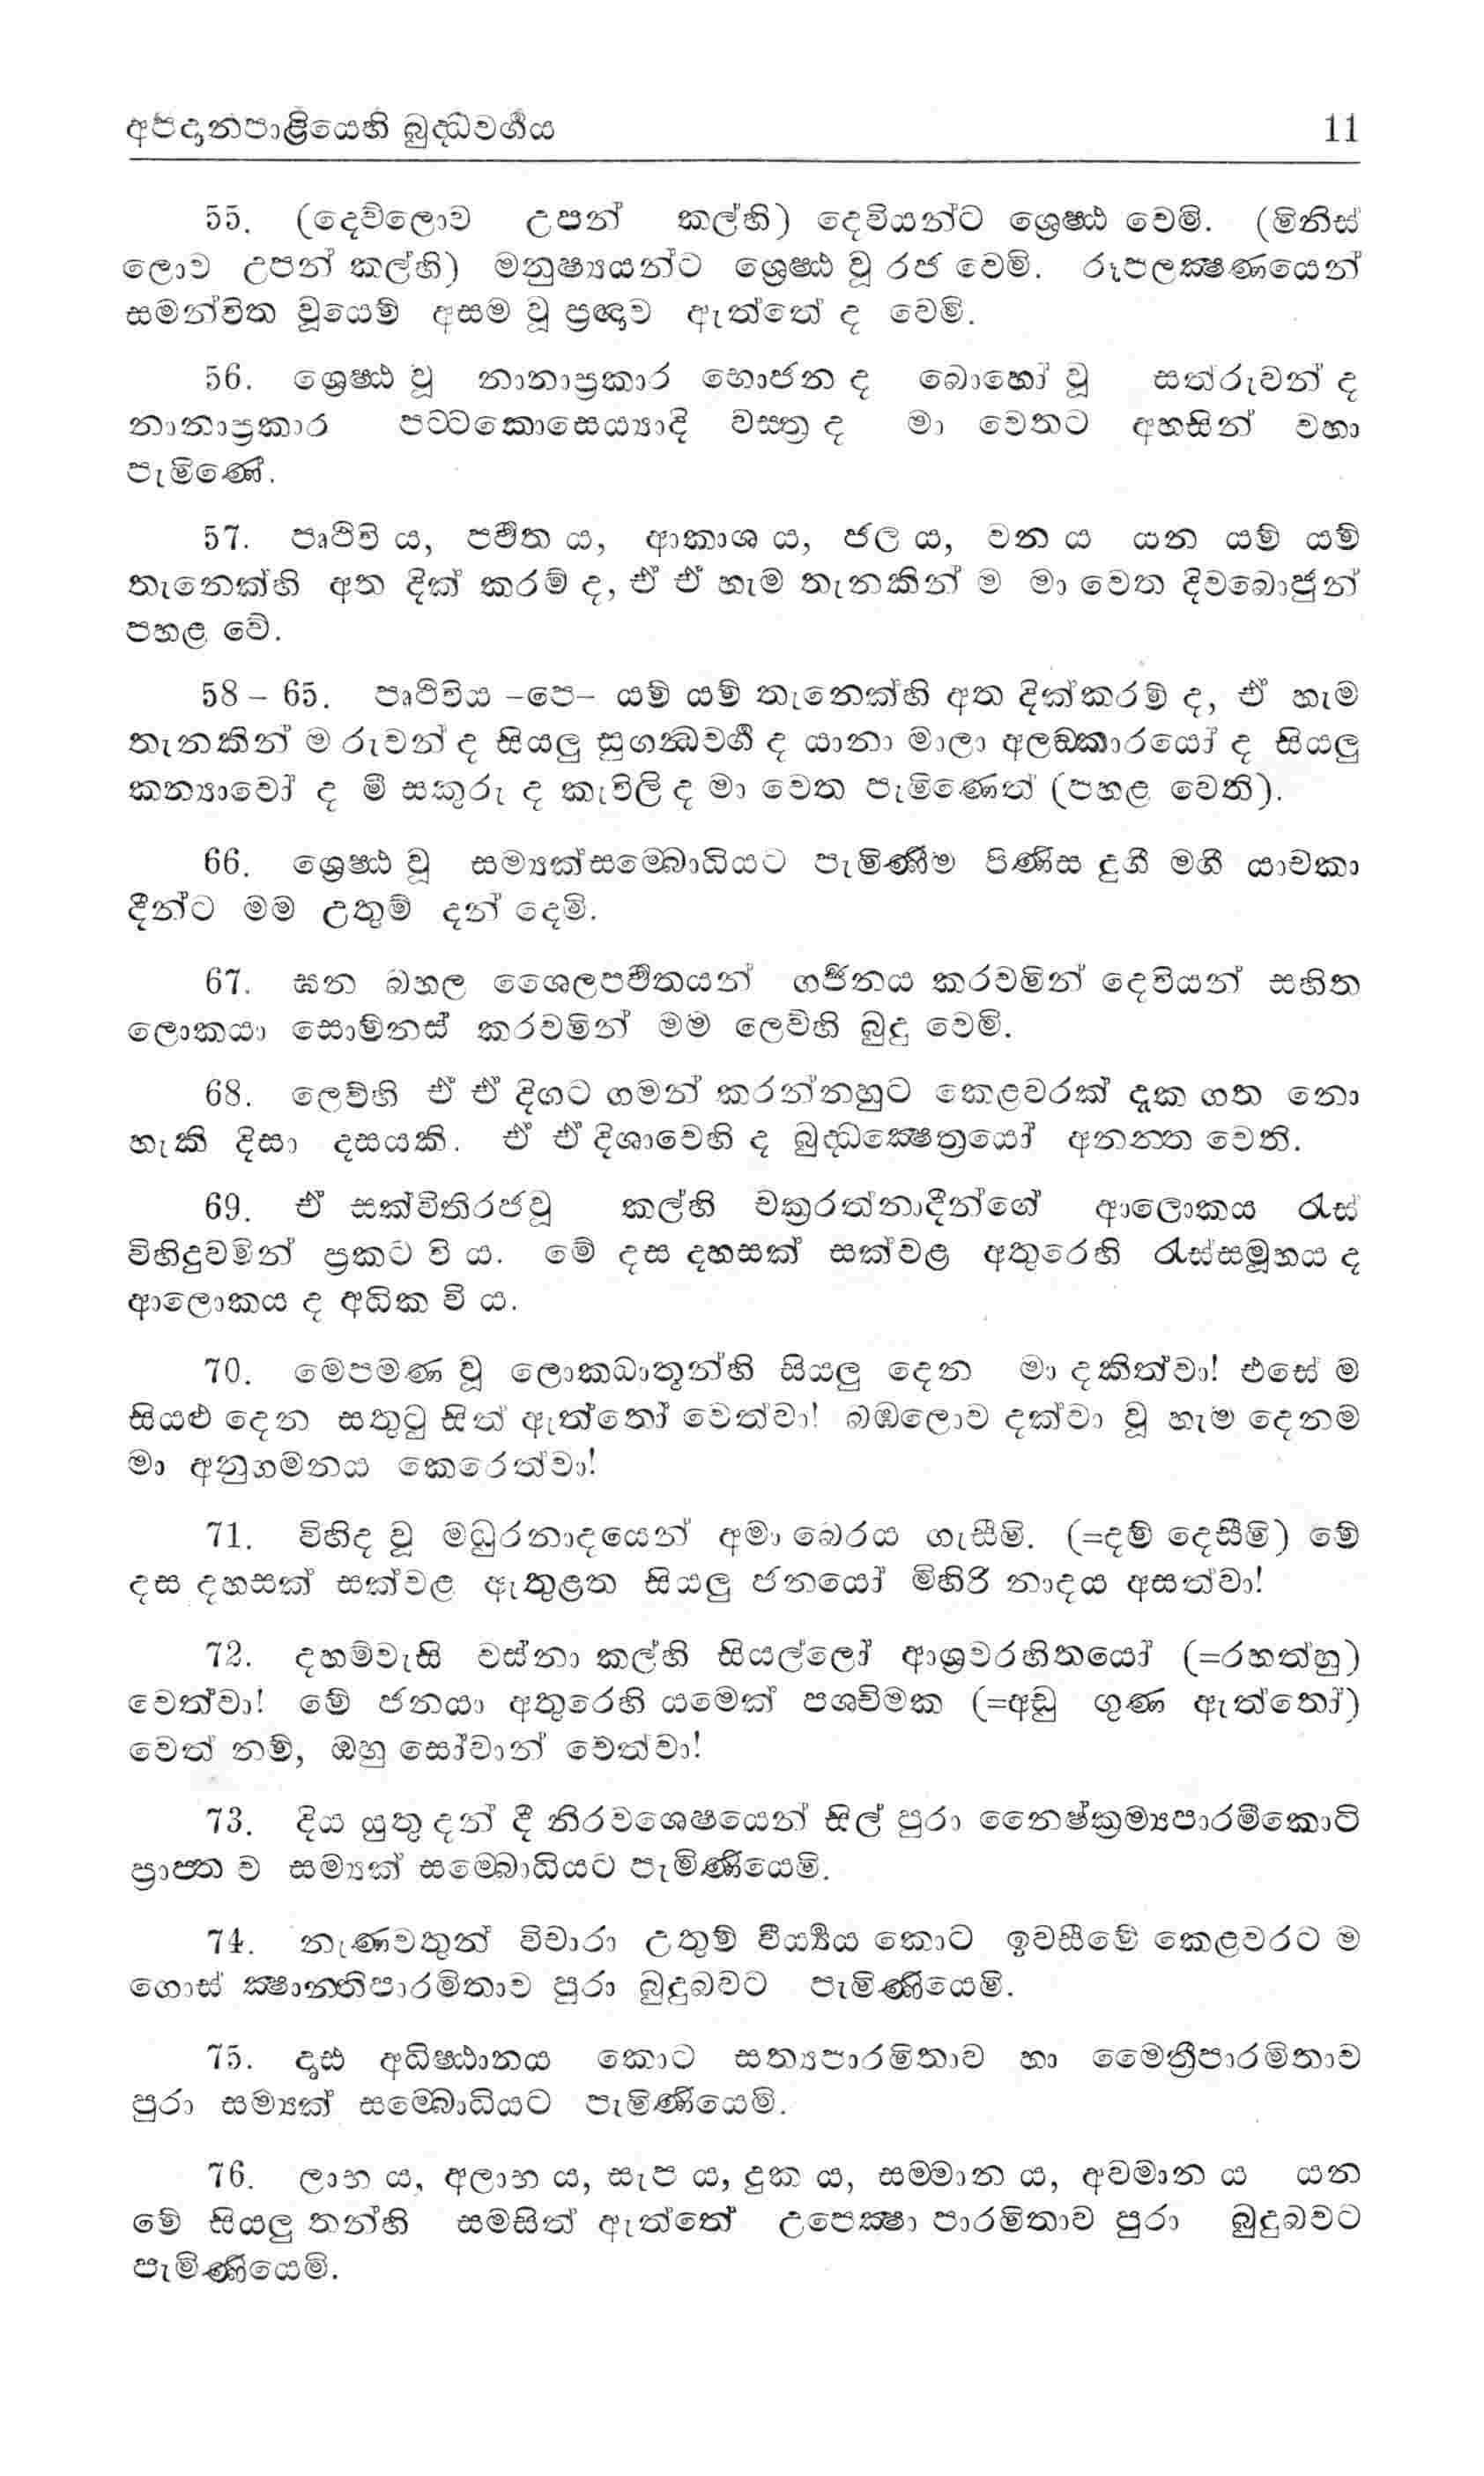 අපදානපාළියෙහි බුද්ධවර්‍ගය 11
55. (දෙව්ලොව උපන් කල්හි) දෙවියන්ට ශ්‍රෙෂ්ඨ වෙමි. (මිනිස්
ලොව උපන් කල්හි) මනුෂ්‍යයන්ට ශ්‍රෙෂ්ඨ වූ රජ වෙමි. රූපලක්‍ෂණයෙන්
සමන්විත වූයෙම් අසම වූ ප්‍රඥාව ඇත්තේ ද වෙමි.
56. ශ්‍රෙෂ්ඨ වූ නානාප්‍රකාර භොජන ද බොහෝ වූ සත්රුවන් ද
නානාප්‍රකාර පට්ටකොසෙය්‍යාදි වස්ත්‍ර ද මා වෙතට අහසින් වහා
පැමිණේ.
57. පෘථිවි ය, පර්‍වත ය, ආකාශ ය, ජල ය, වන ය යන යම් යම්
තැනෙක්හි අත දික් කරම් ද, ඒ ඒ හැම තැනකින් ම මා වෙත දිවබොජුන්
පහළ වේ.
58 – 65. පෘථිවිය –පෙ– යම් යම් තැනෙක්හි අත දික්කරම් ද, ඒ හැම
තැනකින් ම රුවන් ද සියලු සුගන්‍ධවර්‍ග ද යානා මාලා අලඞ්කාරයෝ ද සියලු
කන්‍යාවෝ ද මී සකුරු ද කැවිලි ද මා වෙත පැමිණෙත් (පහළ වෙති).
66. ශ්‍රෙෂ්ඨ වූ සම්‍යක්සම්බොධියට පැමිණීම පිණිස දුගී මගී යාචකා
දීන්ට මම උතුම් දන් දෙමි.
67. ඝන බහල ශෛලපර්‍වතයන් ගර්‍ජනය කරවමින් දෙවියන් සහිත
ලොකයා සොම්නස් කරවමින් මම ලෙව්හි බුදු වෙමි.
68. ලෙව්හි ඒ ඒ දිගට ගමන් කරන්නහුට කෙළවරක් දැක ගත නො
හැකි දිසා දසයකි. ඒ ඒ දිශාවෙහි ද බුද්ධක්‍ෂෙත්‍රයෝ අනන්ත වෙති.
69. ඒ සක්විතිරජවූ කල්හි චක්‍රරත්නාදීන්ගේ ආලොකය රැස්
විහිදුවමින් ප්‍රකට වි ය. මේ දස දහසක් සක්වළ අතුරෙහි රැස්සමූහය ද
ආලොකය ද අධික වි ය.
70. මෙපමණ වූ ලොකධාතූන්හි සියලු දෙන මා දකිත්වා! එසේ ම
සියළු දෙන සතුටු සිත් ඇත්තෝ වෙත්වා! බඹලොව දක්වා වූ හැම දෙනම
මා අනුගමනය කෙරෙත්වා!
71. විහිද වූ මධුරනාදයෙන් අමා බෙරය ගැසීමි. (=දම් දෙසීමි) මේ
දස දහසක් සක්වළ ඇතුළත සියලු ජනයෝ මිහිරි නාදය අසත්වා!
72. දහම්වැසි වස්නා කල්හි සියල්ලෝ ආශ්‍රවරහිතයෝ (=රහත්හු)
වෙත්වා! මේ ජනයා අතුරෙහි යමෙක් පශ්චිමක (=අඩු ගුණ ඇත්තෝ)
වෙත් නම්, ඔහු සෝවාන් වෙත්වා!
73. දිය යුතු දන් දී නිරවශෙෂයෙන් සිල් පුරා නෛෂ්ක්‍රම්‍යපාරමීකොටි
ප්‍රාප්ත ව සම්‍යක් සම්බොධියට පැමිණියෙමි.
74. නැණවතුන් විචාරා උතුම් වීර්‍ය්‍යය කොට ඉවසීමේ කෙළවරට ම
ගොස් ක්‍ෂාන්තිපාරමිතාව පුරා බුදුබවට පැමිණියෙමි.
75. දෘඪ අධිෂ්ඨානය කොට සත්‍යපාරමිතාව හා මෛත්‍රීපාරමිතාව
පුරා සම්‍යක් සම්බොධියට පැමිණියෙමි.
76. ලාභ ය, අලාභ ය, සැප ය, දුක ය, සම්මාන ය, අවමාන ය යන
මේ සියලු තන්හි සමසිත් ඇත්තේ උපෙක්‍ෂා පාරමිතාව පුරා බුදුබවට
පැමිණියෙමි.